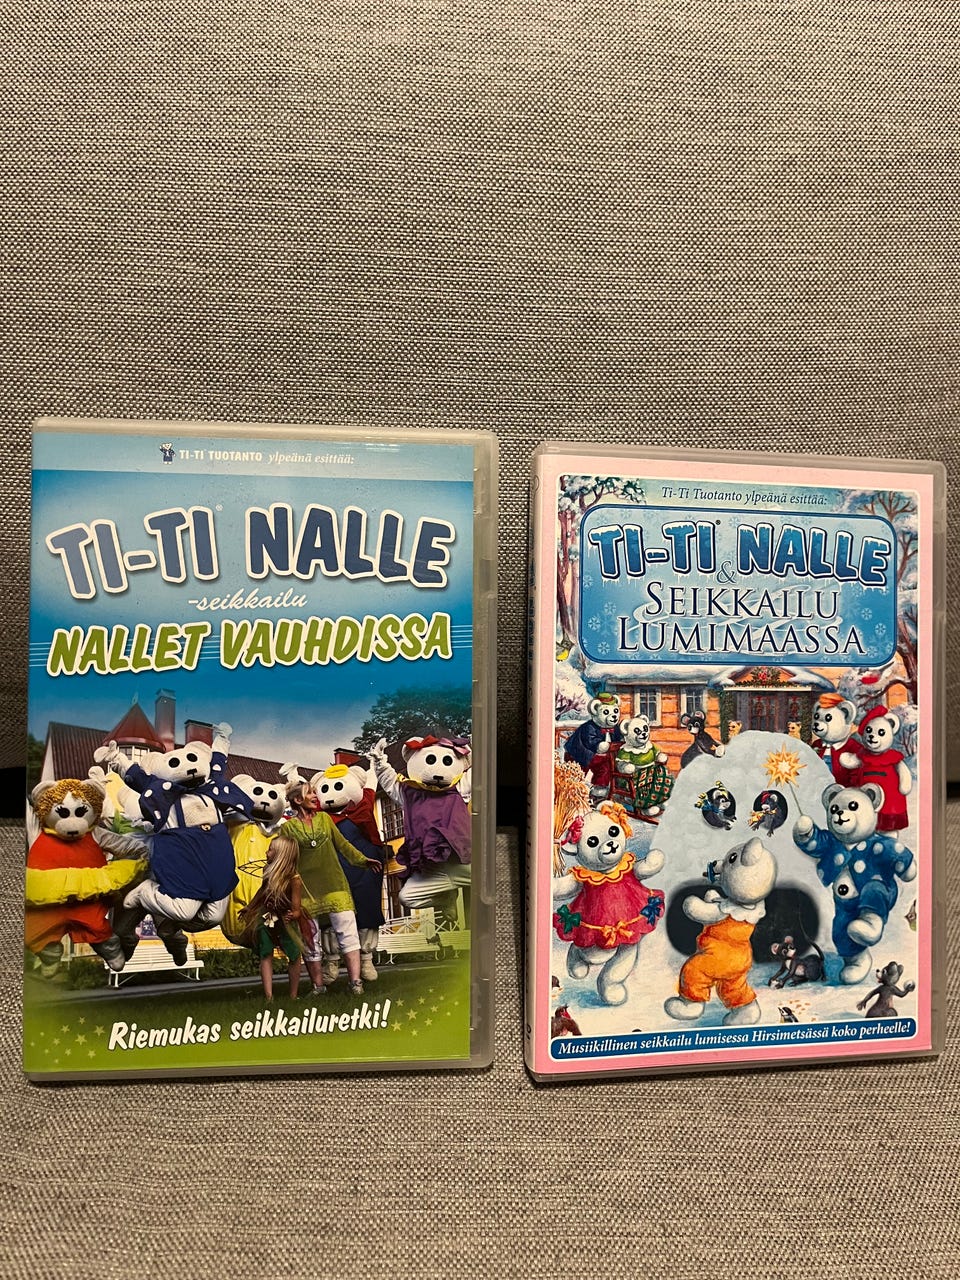 TI-TI TUOTANTO ylpeänä esittää:
TI-TI® NALLE
-seikkailu
NALLET VAUHDISSA
Riemukas seikkailuretki!
Ti-Ti Tuotanto ylpeänä esittää:
TI-TI® NALLE
&
SEIKKAILU
LUMIMAASSA
Musiikillinen seikkailu lumisessa Hirsimetsässä koko perheelle!